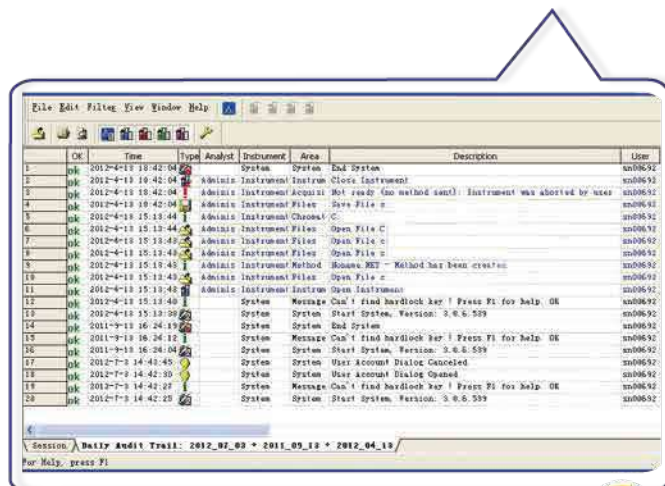 File Edit Filter View Window Help
OK Time Type Analyst Instrument Area Description User
1 ok 2012-4-13 18:42:04 System System End System sn00692
2 ok 2012-4-13 18:42:04 Adminis Instrument Instrum Close Instrument sn00692
3 ok 2012-4-13 18:42:04 Adminis Instrument Acquisi Not ready (no method sent): Instrument was aborted by user sn00692
4 ok 2012-4-13 18:42:04 Adminis Instrument Files Save File c sn00692
5 ok 2012-4-13 15:13:44 Adminis Instrument Chromat C: sn00692
6 ok 2012-4-13 15:13:44 Adminis Instrument Files Open File C sn00692
7 ok 2012-4-13 15:13:43 Adminis Instrument Files Open File c sn00692
8 ok 2012-4-13 15:13:43 Adminis Instrument Files Open File c sn00692
9 ok 2012-4-13 15:13:43 Adminis Instrument Method Noname.MET - Method has been created sn00692
10 ok 2012-4-13 15:13:43 Adminis Instrument Files Open File c sn00692
11 ok 2012-4-13 15:13:43 Adminis Instrument Instrum Open Instrument sn00692
12 ok 2012-4-13 15:13:40 System Message Can't find hardlock key ! Press F1 for help. OK sn00692
13 ok 2012-4-13 15:13:38 System System Start System, Version: 3.0.6.589 sn00692
14 ok 2011-9-13 16:24:19 System System End System sn00692
15 ok 2011-9-13 16:24:12 System Message Can't find hardlock key ! Press F1 for help. OK sn00692
16 ok 2011-9-13 16:24:04 System System Start System, Version: 3.0.6.589 sn00692
17 ok 2012-7-3 14:43:45 System System User Account Dialog Canceled sn00692
18 ok 2012-7-3 14:42:30 System System User Account Dialog Opened sn00692
19 ok 2012-7-3 14:42:27 System Message Can't find hardlock key ! Press F1 for help. OK sn00692
20 ok 2012-7-3 14:42:25 System System Start System, Version: 3.0.6.589 sn00692
Session Daily Audit Trail: 2012_07_03 + 2011_09_13 + 2012_04_13
For Help, press F1